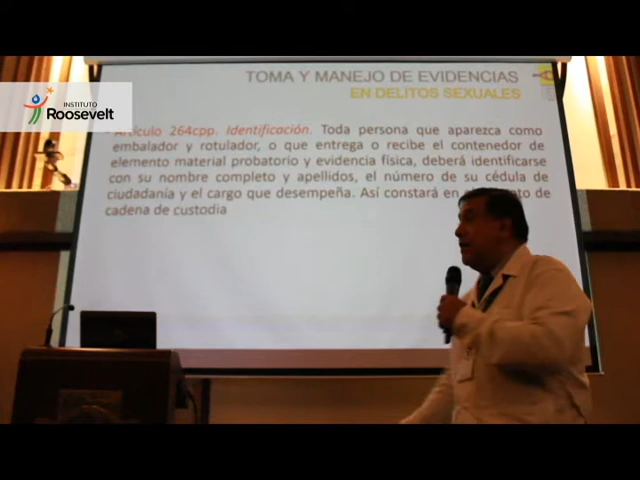 TOMA Y MANEJO DE EVIDENCIAS
EN DELITOS SEXUALES
INSTITUTO
Roosevelt
Artículo 264cpp. Identificación. Toda persona que aparezca como
embalador y rotulador, o que entrega o recibe el contenedor de
elemento material probatorio y evidencia física, deberá identificarse
con su nombre completo y apellidos, el número de su cédula de
ciudadanía y el cargo que desempeña. Así constará en de
cadena de custodia